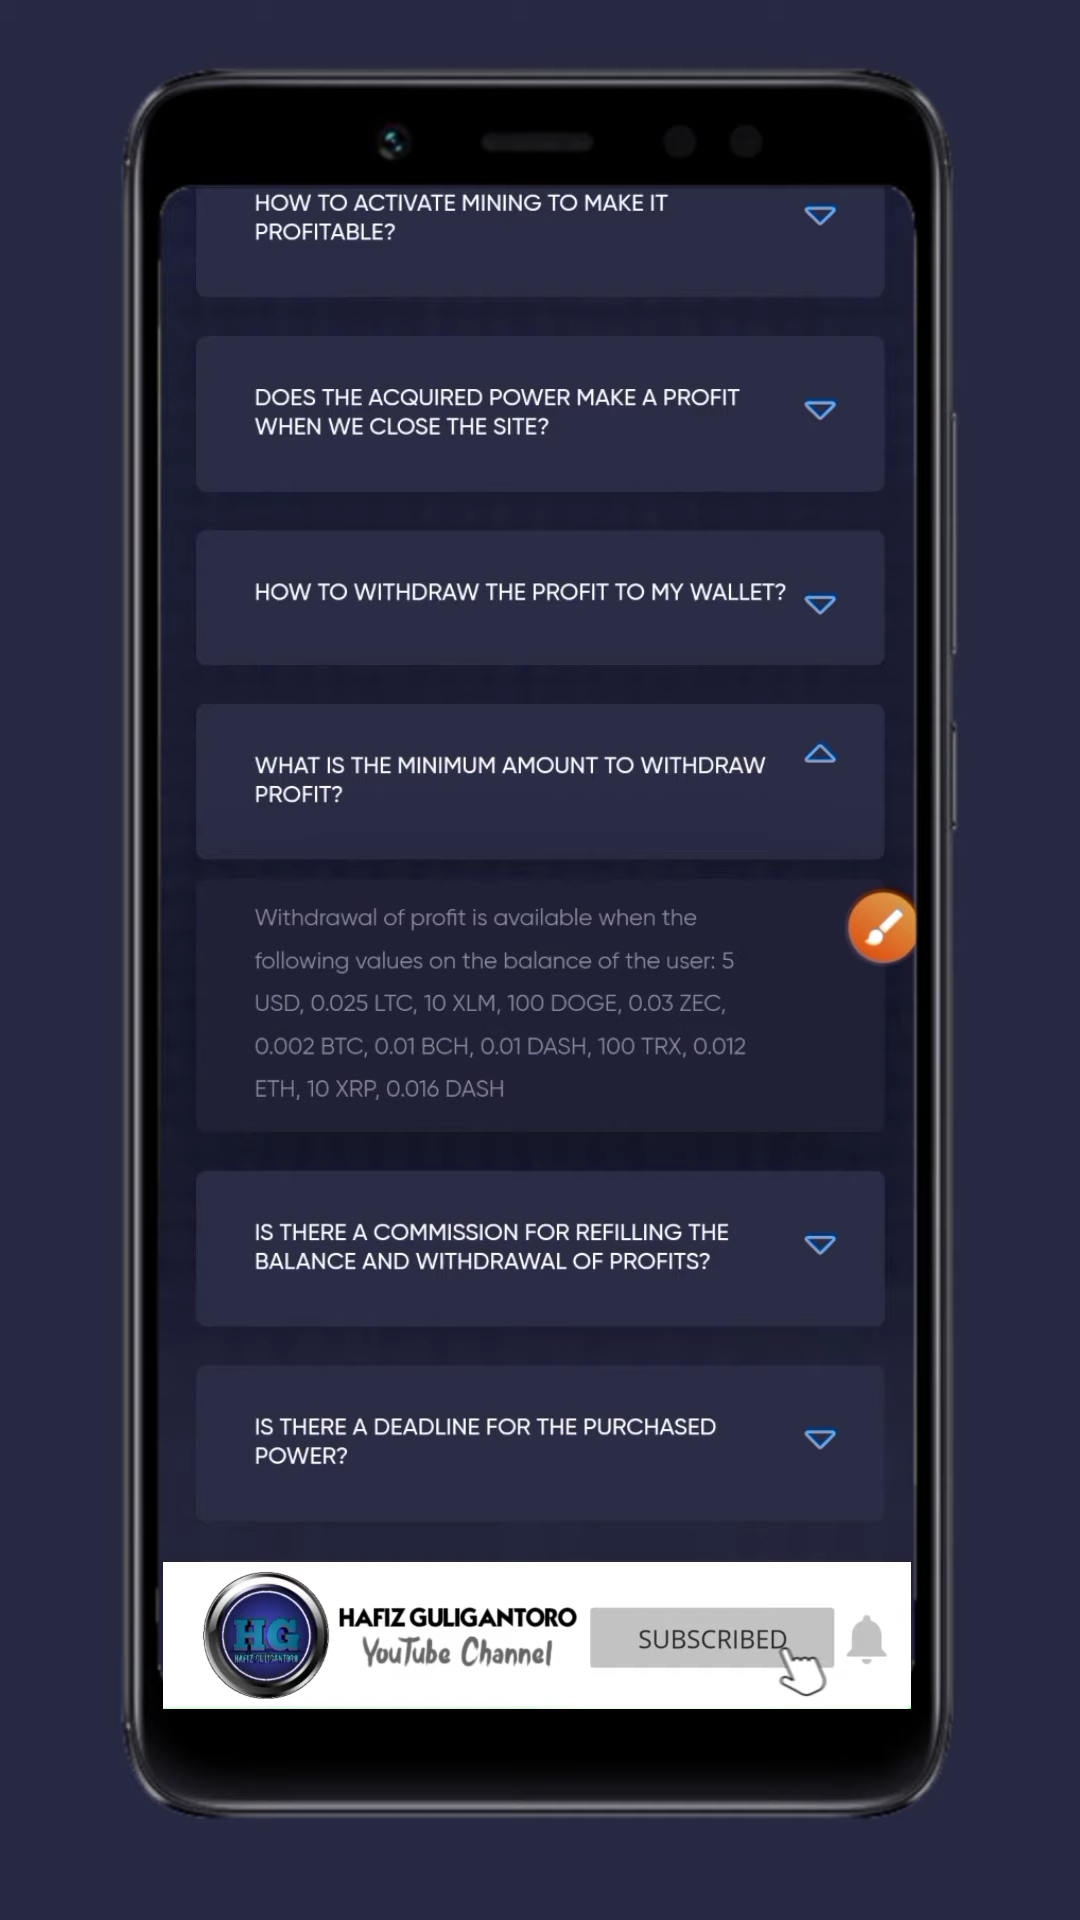 HOW TO ACTIVATE MINING TO MAKE IT
PROFITABLE?
DOES THE ACQUIRED POWER MAKE A PROFIT
WHEN WE CLOSE THE SITE?
HOW TO WITHDRAW THE PROFIT TO MY WALLET?
WHAT IS THE MINIMUM AMOUNT TO WITHDRAW
PROFIT?
Withdrawal of profit is available when the
following values on the balance of the user: 5
USD, 0.025 LTC, 10 XLM, 100 DOGE, 0.03 ZEC,
0.002 BTC, 0.01 BCH, 0.01 DASH, 100 TRX, 0.012
ETH, 10 XRP, 0.016 DASH
IS THERE A COMMISSION FOR REFILLING THE
BALANCE AND WITHDRAWAL OF PROFITS?
IS THERE A DEADLINE FOR THE PURCHASED
POWER?
HG
HAFIZ GULIGANTORO
HAFIZ GULIGANTORO
YouTube Channel
SUBSCRIBED